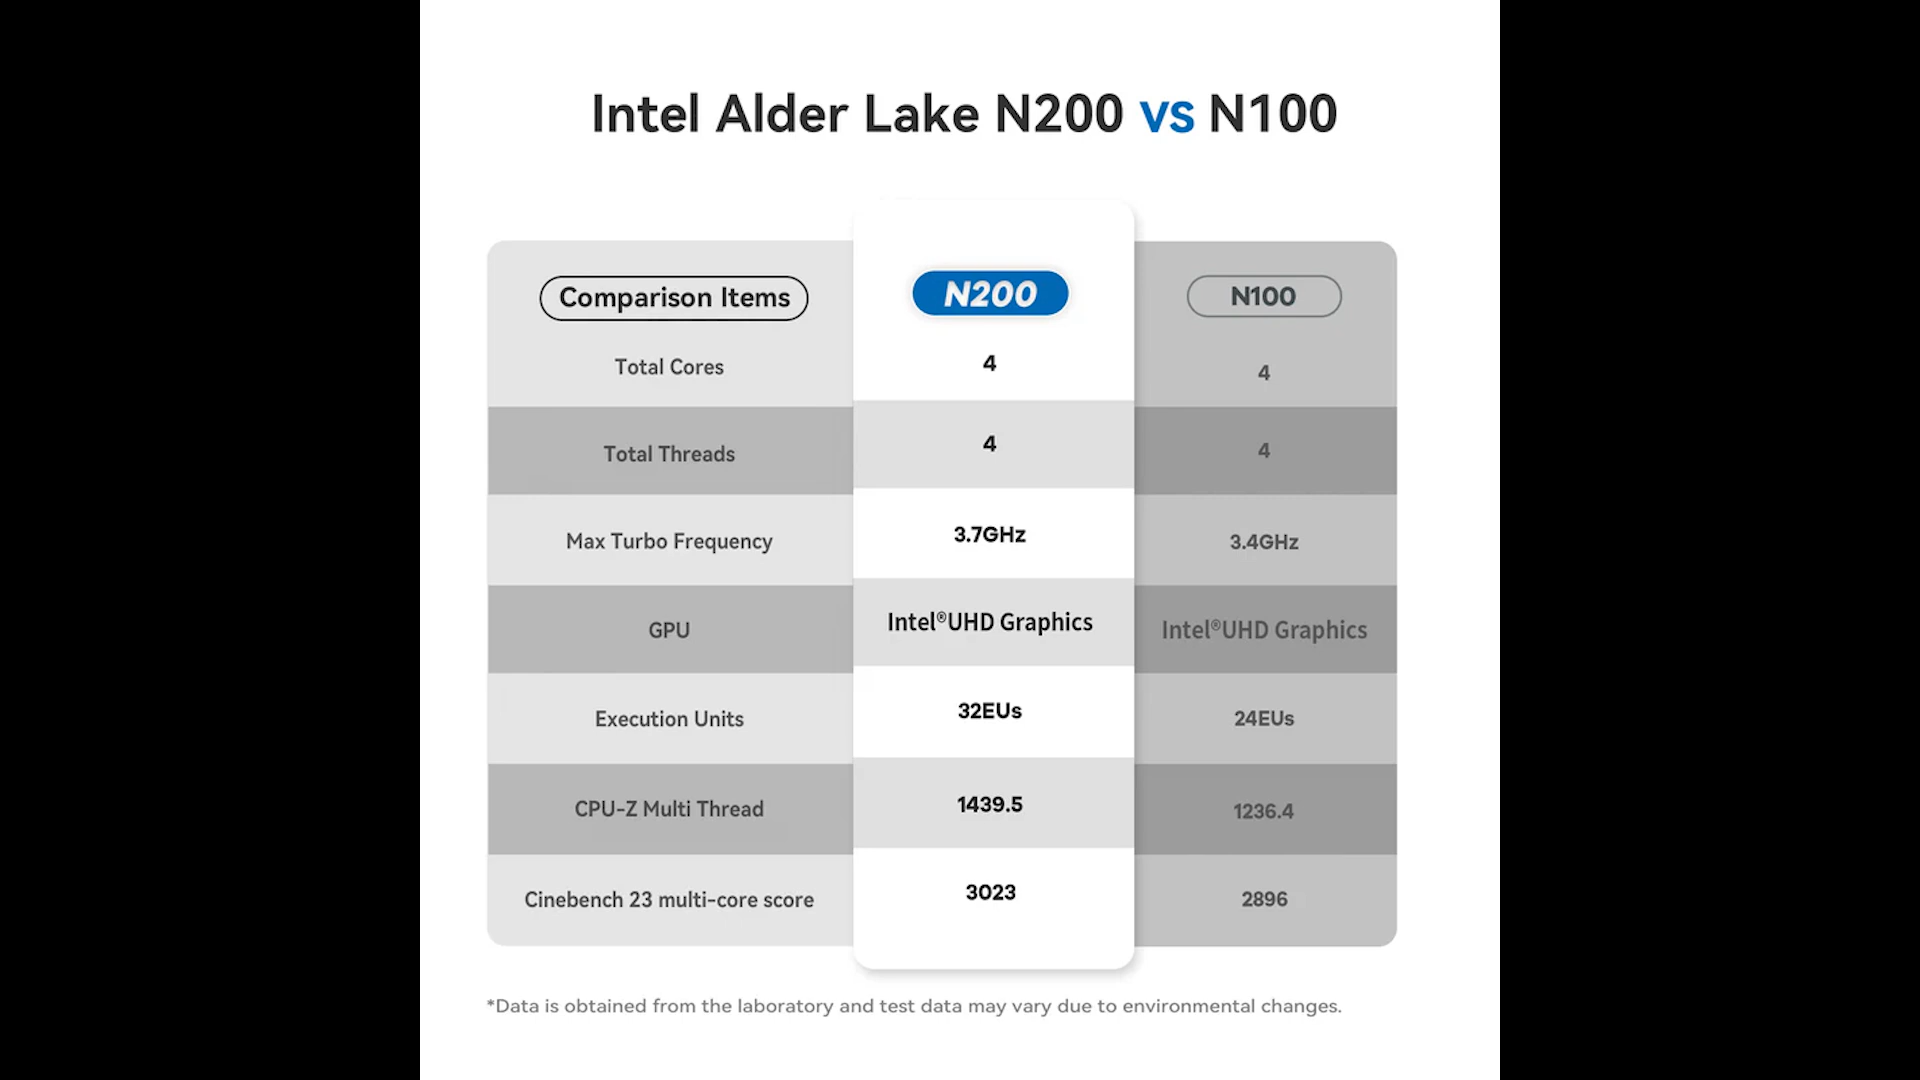 Intel Alder Lake N200 vs N100
Comparison Items N200 N100
Total Cores 4 4
Total Threads 4 4
Max Turbo Frequency 3.7GHz 3.4GHz
GPU Intel®UHD Graphics Intel®UHD Graphics
Execution Units 32EUs 24EUs
CPU-Z Multi Thread 1439.5 1236.4
Cinebench 23 multi-core score 3023 2896
*Data is obtained from the laboratory and test data may vary due to environmental changes.